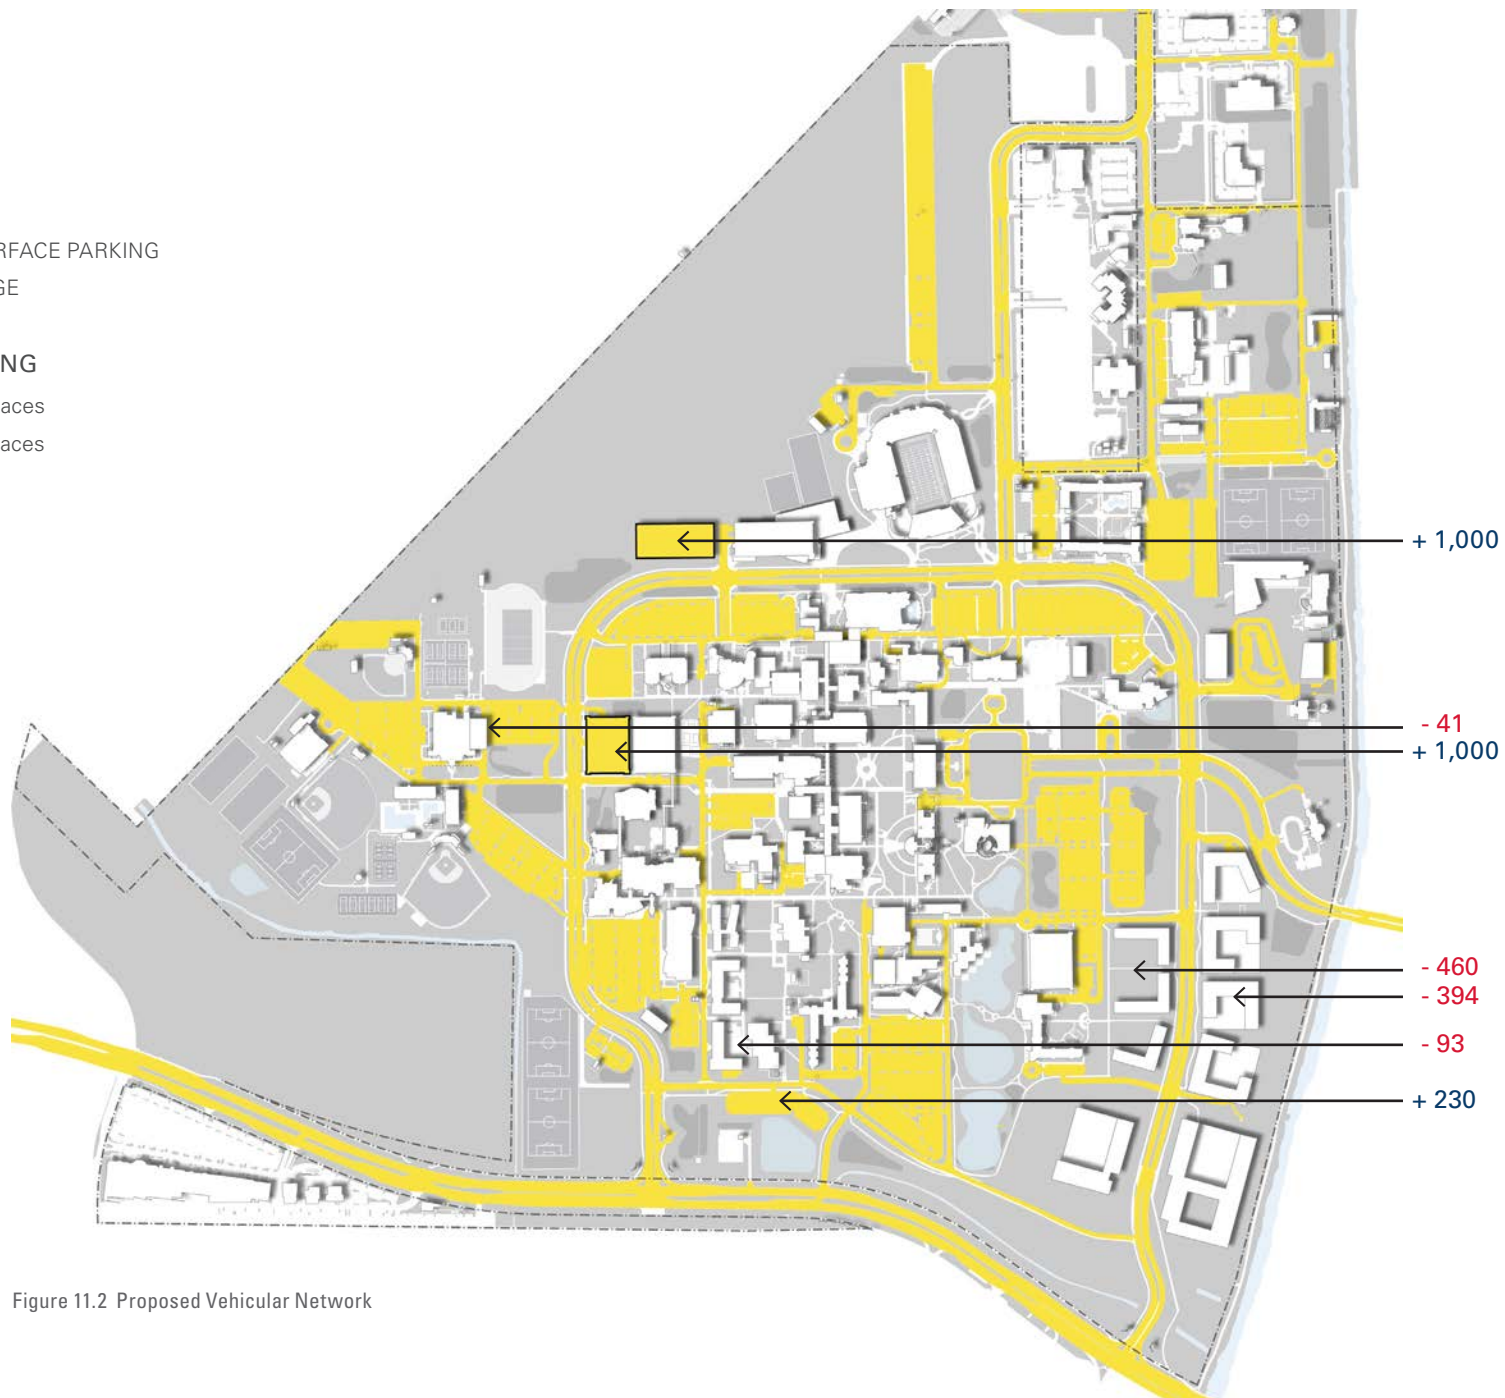 RFACE PARKING
GE
NG
aces
aces
+ 1,000
- 41
+ 1,000
- 460
- 394
- 93
+ 230
Figure 11.2 Proposed Vehicular Network